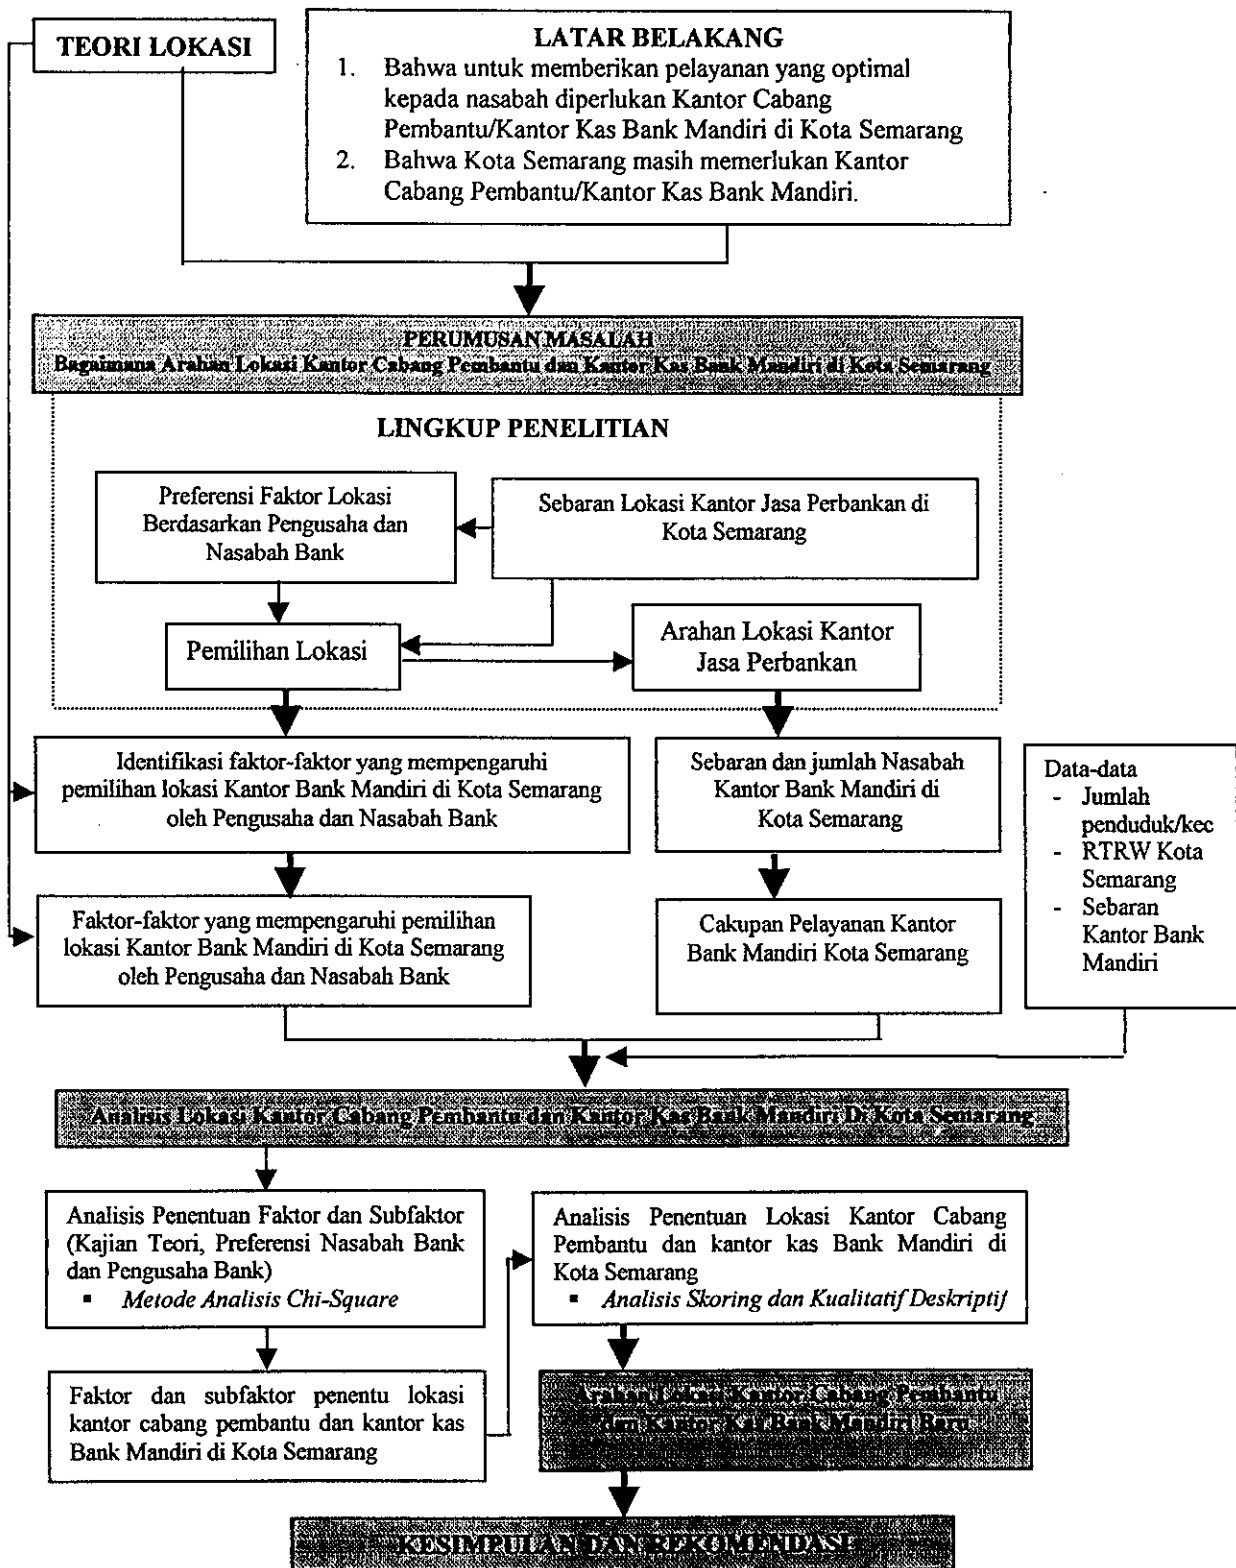 TEORI LOKASI
LATAR BELAKANG
1. Bahwa untuk memberikan pelayanan yang optimal
kepada nasabah diperlukan Kantor Cabang
Pembantu/Kantor Kas Bank Mandiri di Kota Semarang
2. Bahwa Kota Semarang masih memerlukan Kantor
Cabang Pembantu/Kantor Kas Bank Mandiri.
PERUMUSAN MASALAH
Bagaimana Arahan Lokasi Kantor Cabang Pembantu dan Kantor Kas Bank Mandiri di Kota Semarang
LINGKUP PENELITIAN
Preferensi Faktor Lokasi
Berdasarkan Pengusaha dan
Nasabah Bank
Sebaran Lokasi Kantor Jasa Perbankan di
Kota Semarang
Pemilihan Lokasi
Arahan Lokasi Kantor
Jasa Perbankan
Identifikasi faktor-faktor yang mempengaruhi
pemilihan lokasi Kantor Bank Mandiri di Kota Semarang
oleh Pengusaha dan Nasabah Bank
Sebaran dan jumlah Nasabah
Kantor Bank Mandiri di
Kota Semarang
Data-data
- Jumlah
penduduk/kec
- RTRW Kota
Semarang
- Sebaran
Kantor Bank
Mandiri
Faktor-faktor yang mempengaruhi pemilihan
lokasi Kantor Bank Mandiri di Kota Semarang
oleh Pengusaha dan Nasabah Bank
Cakupan Pelayanan Kantor
Bank Mandiri Kota Semarang
Analisis Lokasi Kantor Cabang Pembantu dan Kantor Kas Bank Mandiri Di Kota Semarang
Analisis Penentuan Faktor dan Subfaktor
(Kajian Teori, Preferensi Nasabah Bank
dan Pengusaha Bank)
▪ Metode Analisis Chi-Square
Analisis Penentuan Lokasi Kantor Cabang
Pembantu dan kantor kas Bank Mandiri di
Kota Semarang
▪ Analisis Skoring dan Kualitatif Deskriptif
Faktor dan subfaktor penentu lokasi
kantor cabang pembantu dan kantor kas
Bank Mandiri di Kota Semarang
Arahan Lokasi Kantor Cabang Pembantu
dan Kantor Kas Bank Mandiri Baru
KESIMPULAN DAN REKOMENDASI